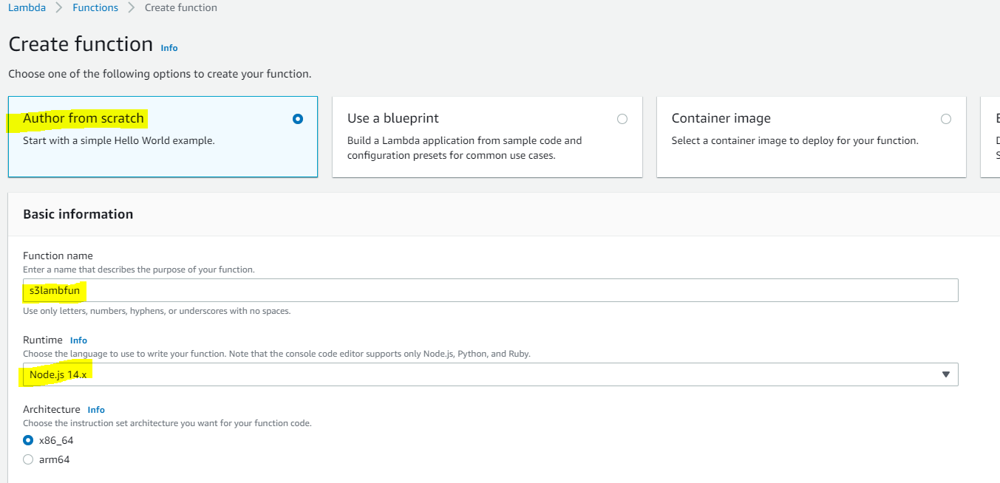 Lambda > Functions > Create function
Create function Info
Choose one of the following options to create your function.
Author from scratch
Start with a simple Hello World example.
Use a blueprint
Build a Lambda application from sample code and
configuration presets for common use cases.
Container image
Select a container image to deploy for your function.
Basic information
Function name
Enter a name that describes the purpose of your function.
s3lambfun
Use only letters, numbers, hyphens, or underscores with no spaces.
Runtime Info
Choose the language to use to write your function. Note that the console code editor supports only Node.js, Python, and Ruby.
Node.js 14.x
Architecture Info
Choose the instruction set architecture you want for your function code.
x86_64
arm64